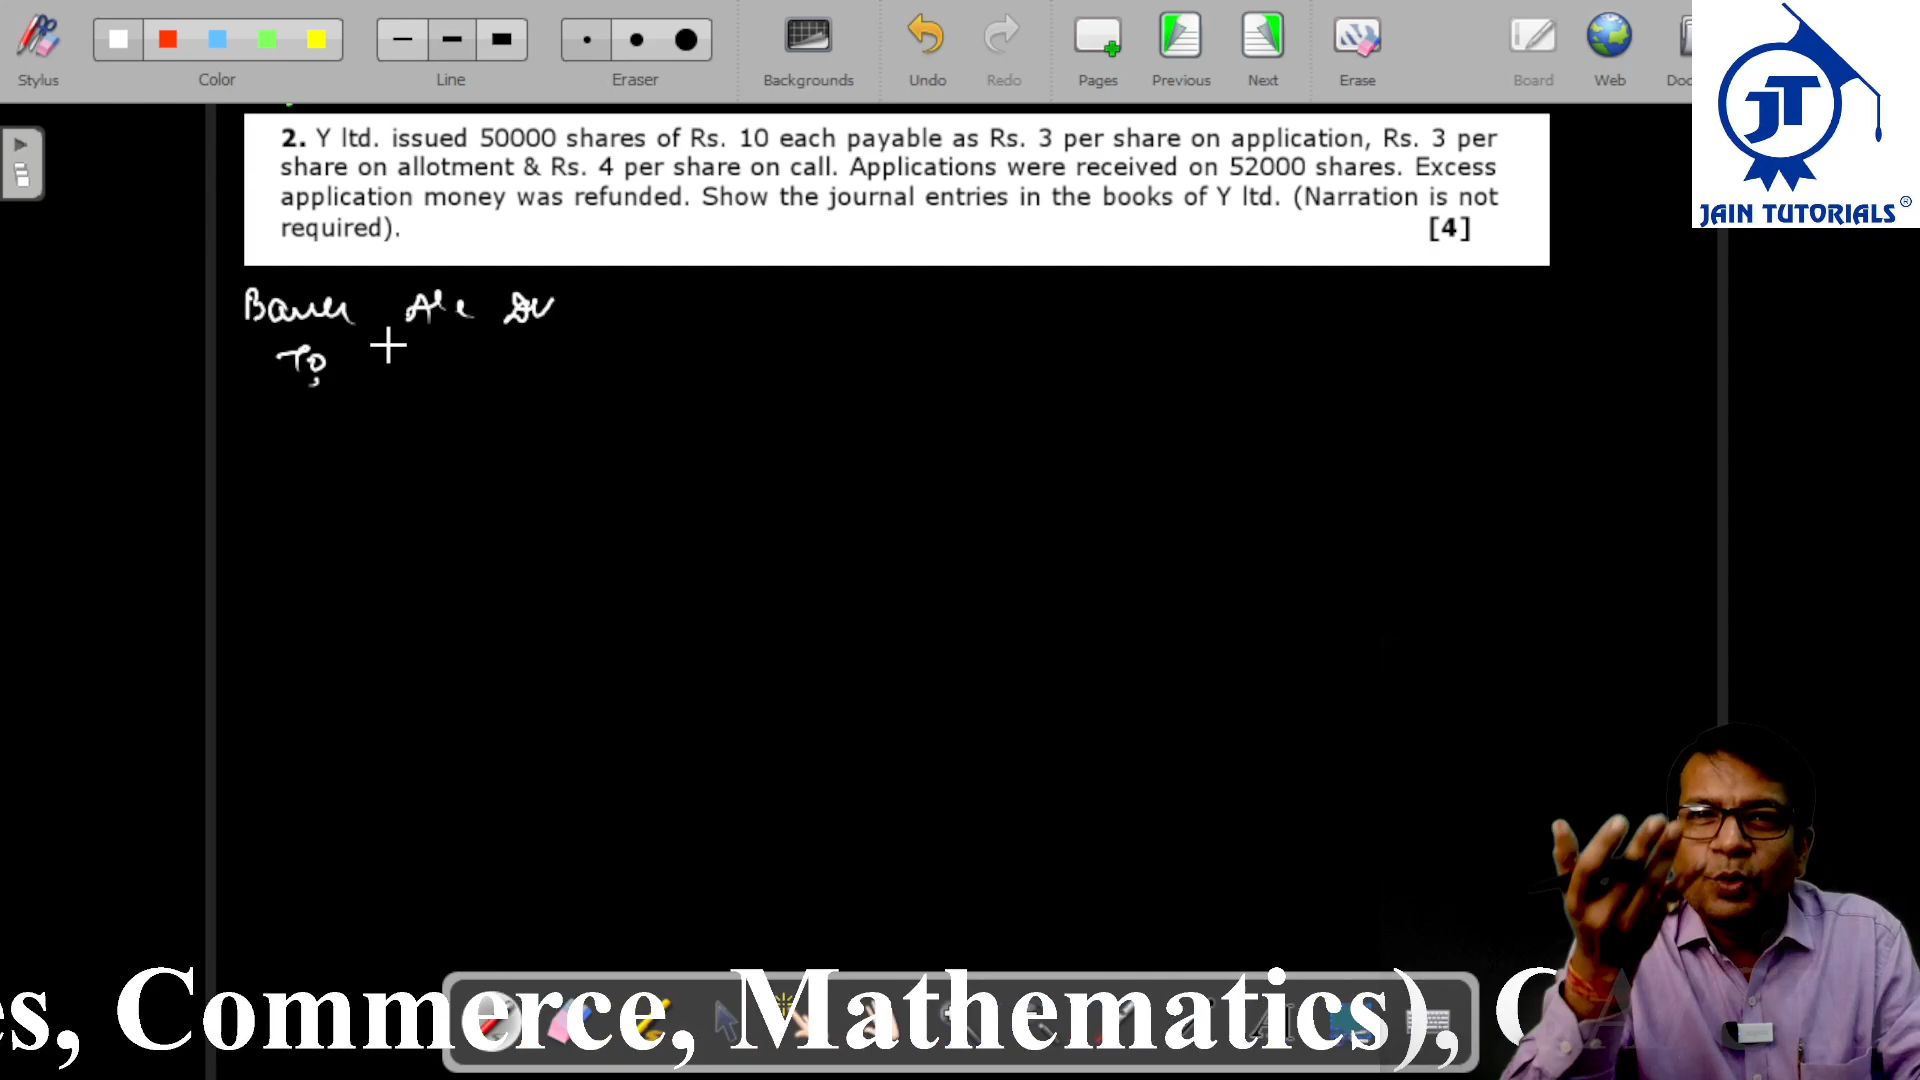 Stylus
Color
Line
Eraser
Backgrounds
Undo
Redo
Pages
Previous
Next
Erase
Board
Web
JT
JAIN TUTORIALS®
2. Y ltd. issued 50000 shares of Rs. 10 each payable as Rs. 3 per share on application, Rs. 3 per
share on allotment & Rs. 4 per share on call. Applications were received on 52000 shares. Excess
application money was refunded. Show the journal entries in the books of Y ltd. (Narration is not
required). [4]
Bank A/c Dr
To,
es, Commerce, Mathematics), C